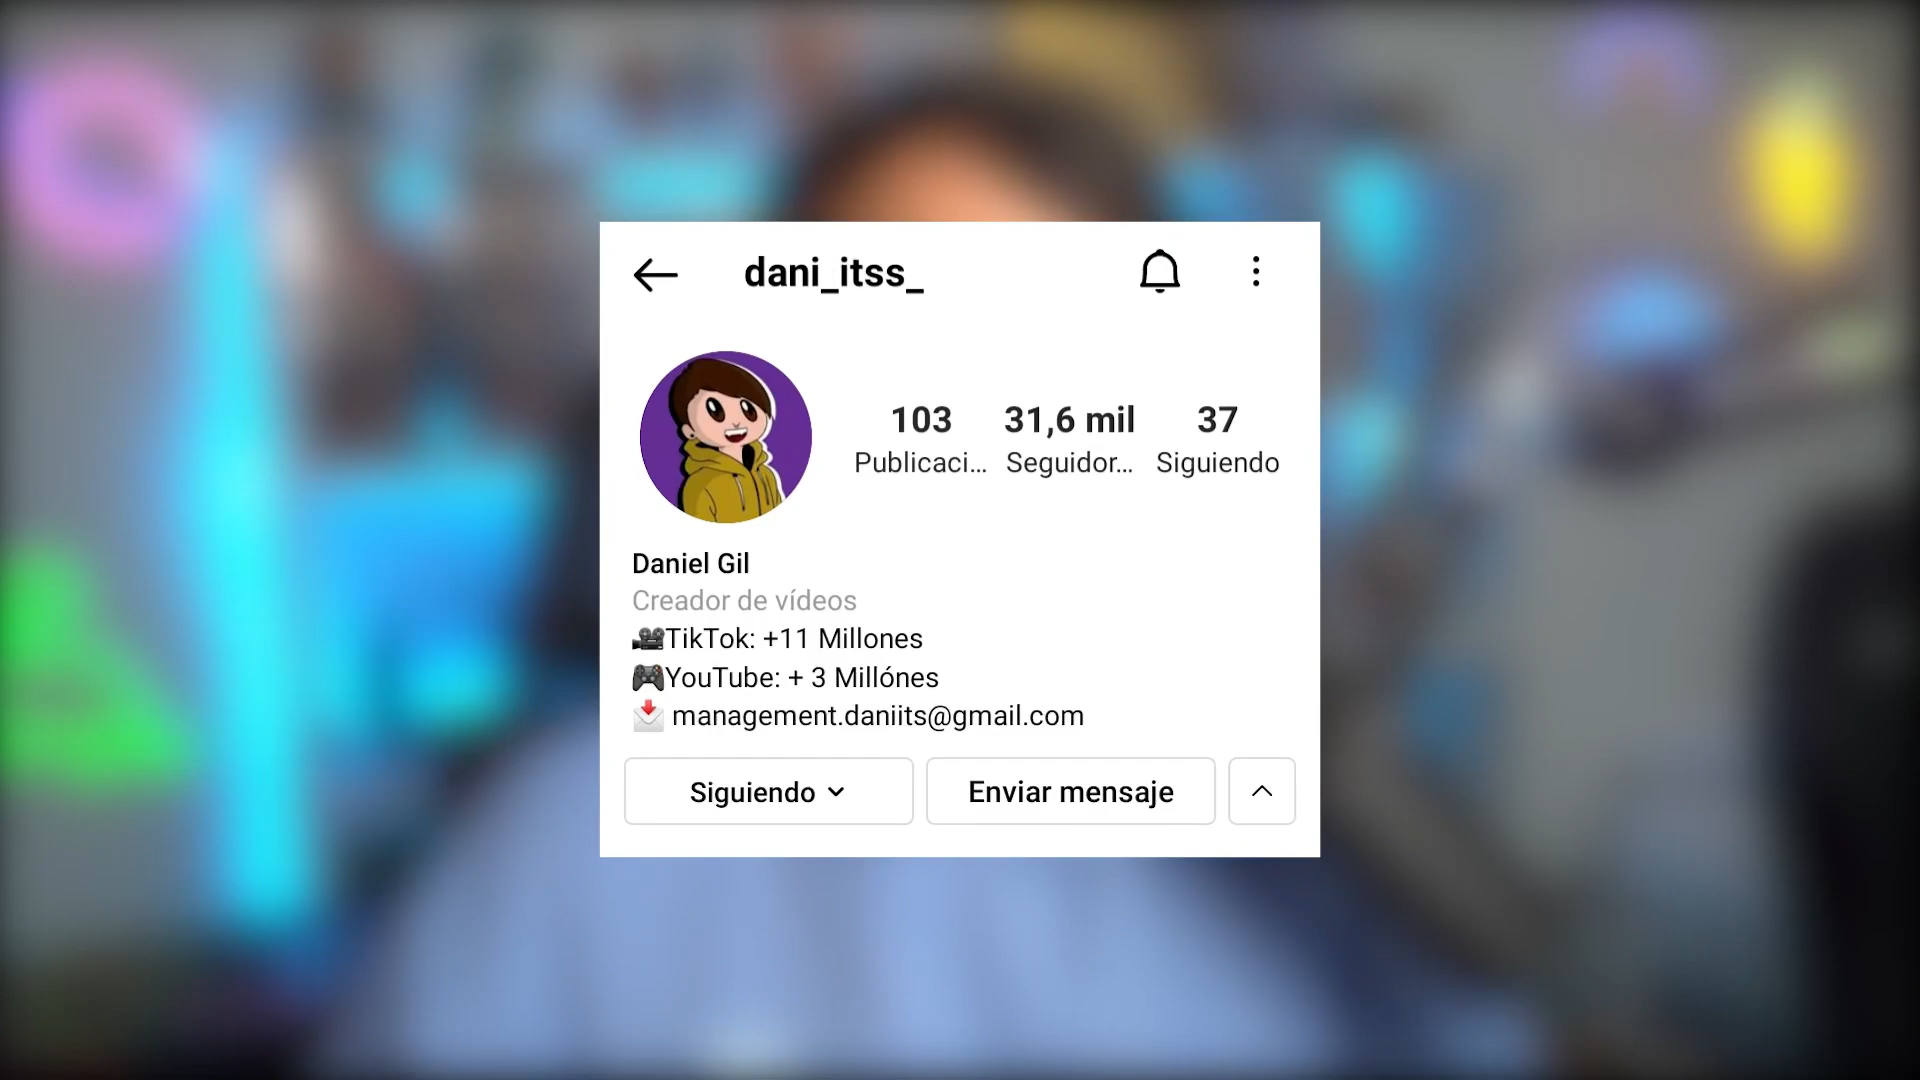 dani_itss_
103 31,6 mil 37
Publicaci... Seguidor... Siguiendo
Daniel Gil
Creador de vídeos
🎥TikTok: +11 Millones
🎮YouTube: + 3 Millónes
📩 management.daniits@gmail.com
Siguiendo Enviar mensaje